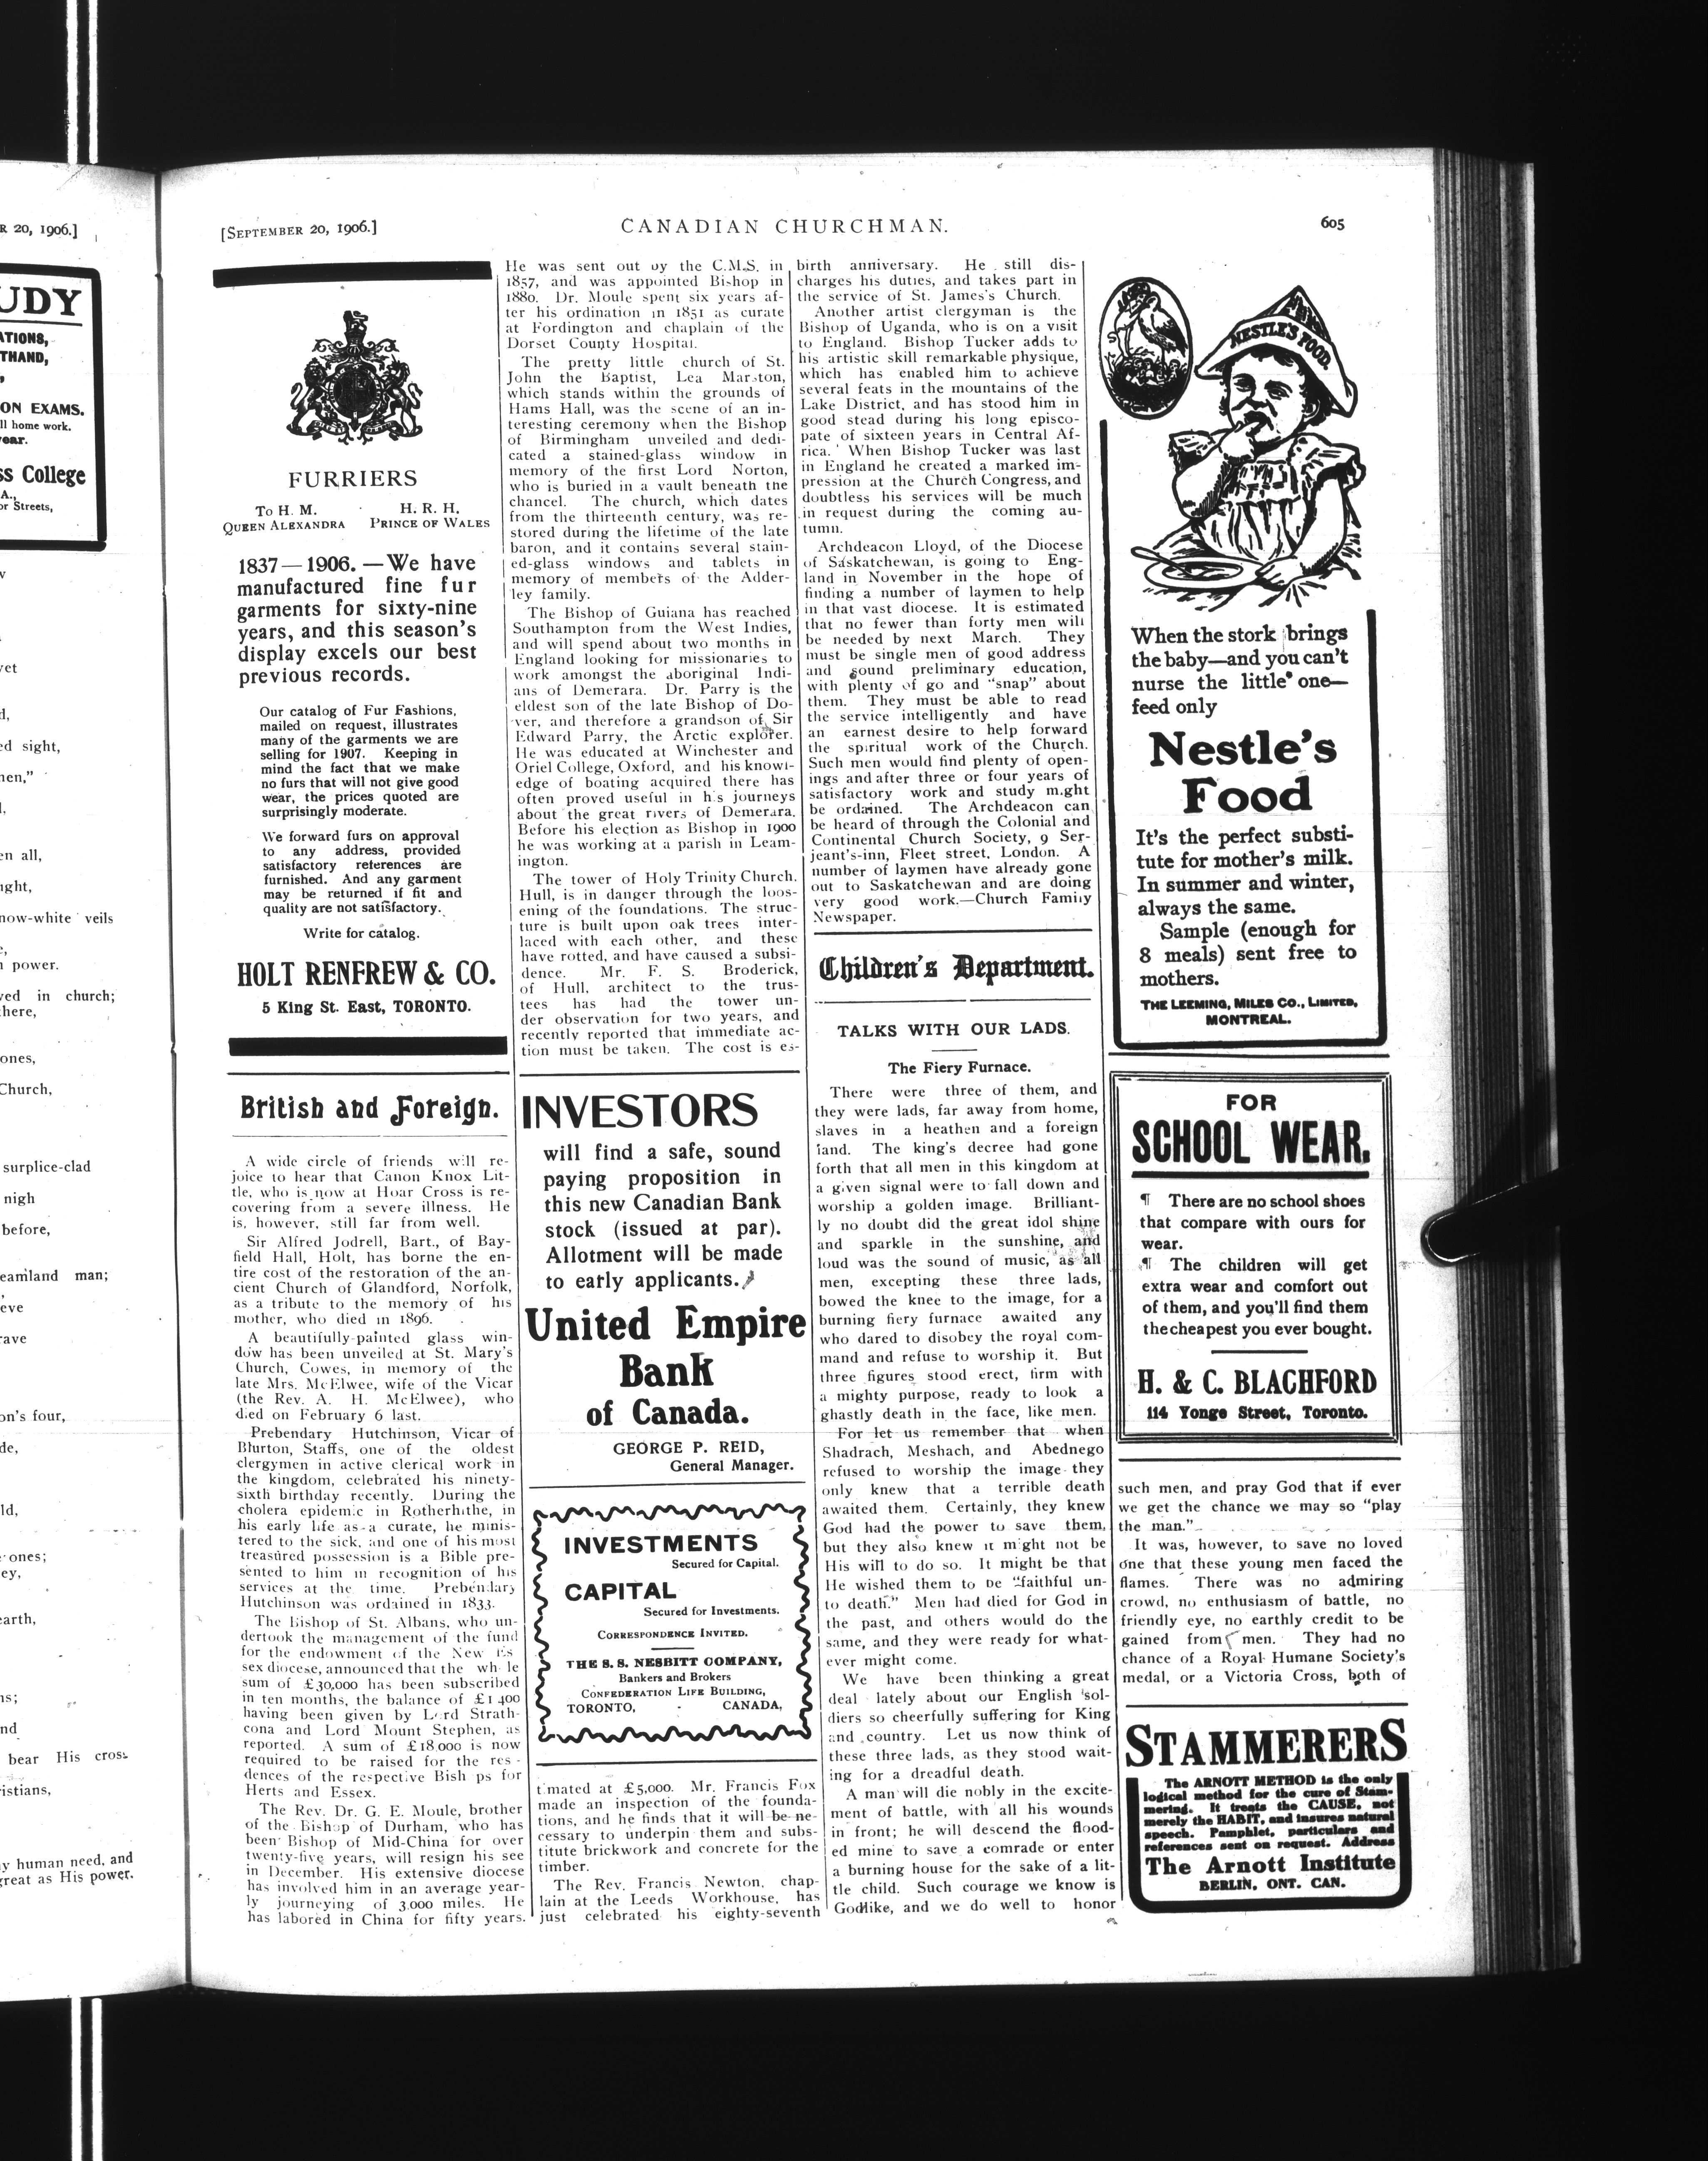 R 20, 1906.]
UDY
ATIONS,
THAND,
ON EXAMS.
ll home work.
year.
ss College
A.,
or Streets,
yet
d,
ed sight,
men,"
en all,
ight,
now-white veils
power.
ved in church;
here,
ones,
Church,
surplice-clad
nigh
before,
eamland man;
eve
rave
on's four,
de,
ld,
ones;
ey,
earth,
ns;
nd
bear His cross
istians,
y human need, and
great as His power.
[SEPTEMBER 20, 1906.]
CANADIAN CHURCHMAN.
605
FURRIERS
To H. M.
QUEEN ALEXANDRA
H. R. H.
PRINCE OF WALES
1837—1906.—We have
manufactured fine fur
garments for sixty-nine
years, and this season's
display excels our best
previous records.
Our catalog of Fur Fashions,
mailed on request, illustrates
many of the garments we are
selling for 1907. Keeping in
mind the fact that we make
no furs that will not give good
wear, the prices quoted are
surprisingly moderate.
We forward furs on approval
to any address, provided
satisfactory references are
furnished. And any garment
may be returned if fit and
quality are not satisfactory.
Write for catalog.
HOLT RENFREW & CO.
5 King St. East, TORONTO.
British and Foreign.
A wide circle of friends will re-
joice to hear that Canon Knox Lit-
tle, who is now at Hoar Cross is re-
covering from a severe illness. He
is, however, still far from well.
Sir Alfred Jodrell, Bart., of Bay-
field Hall, Holt, has borne the en-
tire cost of the restoration of the an-
cient Church of Glandford, Norfolk,
as a tribute to the memory of his
mother, who died in 1896.
A beautifully-painted glass win-
dow has been unveiled at St. Mary's
Church, Cowes, in memory of the
late Mrs. McElwee, wife of the Vicar
(the Rev. A. H. McElwee), who
died on February 6 last.
Prebendary Hutchinson, Vicar of
Blurton, Staffs, one of the oldest
clergymen in active clerical work in
the kingdom, celebrated his ninety-
sixth birthday recently. During the
cholera epidemic in Rotherhithe, in
his early life as a curate, he minis-
tered to the sick, and one of his most
treasured possession is a Bible pre-
sented to him in recognition of his
services at the time. Prebendary
Hutchinson was ordained in 1833.
The Bishop of St. Albans, who un-
dertook the management of the fund
for the endowment of the New Es
sex diocese, announced that the wh le
sum of £30,000 has been subscribed
in ten months, the balance of £1 400
having been given by Lord Strath-
cona and Lord Mount Stephen, as
reported. A sum of £18,000 is now
required to be raised for the res -
dences of the respective Bish ps for
Herts and Essex.
The Rev. Dr. G. E. Moule, brother
of the Bishop of Durham, who has
been Bishop of Mid-China for over
twenty-five years, will resign his see
in December. His extensive diocese
has involved him in an average year-
ly journeying of 3,000 miles. He
has labored in China for fifty years.
He was sent out by the C.M.S. in
1857, and was appointed Bishop in
1880. Dr. Moule spent six years af-
ter his ordination in 1851 as curate
at Fordington and chaplain of the
Dorset County Hospital.
The pretty little church of St.
John the Baptist, Lea Marston,
which stands within the grounds of
Hams Hall, was the scene of an in-
teresting ceremony when the Bishop
of Birmingham unveiled and dedi-
cated a stained-glass window in
memory of the first Lord Norton,
who is buried in a vault beneath the
chancel. The church, which dates
from the thirteenth century, was re-
stored during the lifetime of the late
baron, and it contains several stain-
ed-glass windows and tablets in
memory of members of the Adder-
ley family.
The Bishop of Guiana has reached
Southampton from the West Indies,
and will spend about two months in
England looking for missionaries to
work amongst the aboriginal Indi-
ans of Demerara. Dr. Parry is the
eldest son of the late Bishop of Do-
ver, and therefore a grandson of Sir
Edward Parry, the Arctic explorer.
He was educated at Winchester and
Oriel College, Oxford, and his knowl-
edge of boating acquired there has
often proved useful in h's journeys
about the great rivers of Demerara.
Before his election as Bishop in 1900
he was working at a parish in Leam-
ington.
The tower of Holy Trinity Church,
Hull, is in danger through the loos-
ening of the foundations. The struc-
ture is built upon oak trees inter-
laced with each other, and these
have rotted, and have caused a subsi-
dence. Mr. F. S. Broderick,
of Hull, architect to the trus-
tees has had the tower un-
der observation for two years, and
recently reported that immediate ac-
tion must be taken. The cost is es-
INVESTORS
will find a safe, sound
paying proposition in
this new Canadian Bank
stock (issued at par).
Allotment will be made
to early applicants.
United Empire
Bank
of Canada.
GEORGE P. REID,
General Manager.
INVESTMENTS
Secured for Capital.
CAPITAL
Secured for Investments.
CORRESPONDENCE INVITED.
THE S. S. NESBITT COMPANY,
Bankers and Brokers
CONFEDERATION LIFE BUILDING,
TORONTO, - CANADA,
timated at £5,000. Mr. Francis Fox
made an inspection of the founda-
tions, and he finds that it will be ne-
cessary to underpin them and subs-
titute brickwork and concrete for the
timber.
The Rev. Francis Newton, chap-
lain at the Leeds Workhouse, has
just celebrated his eighty-seventh
birth anniversary. He still dis-
charges his duties, and takes part in
the service of St. James's Church.
Another artist clergyman is the
Bishop of Uganda, who is on a visit
to England. Bishop Tucker adds to
his artistic skill remarkable physique,
which has enabled him to achieve
several feats in the mountains of the
Lake District, and has stood him in
good stead during his long episco-
pate of sixteen years in Central Af-
rica. When Bishop Tucker was last
in England he created a marked im-
pression at the Church Congress, and
doubtless his services will be much
in request during the coming au-
tumn.
Archdeacon Lloyd, of the Diocese
of Saskatchewan, is going to Eng-
land in November in the hope of
finding a number of laymen to help
in that vast diocese. It is estimated
that no fewer than forty men will
be needed by next March. They
must be single men of good address
and sound preliminary education,
with plenty of go and "snap" about
them. They must be able to read
the service intelligently and have
an earnest desire to help forward
the spiritual work of the Church.
Such men would find plenty of open-
ings and after three or four years of
satisfactory work and study m.ght
be ordained. The Archdeacon can
be heard of through the Colonial and
Continental Church Society, 9 Ser-
jeant's-inn, Fleet street, London. A
number of laymen have already gone
out to Saskatchewan and are doing
very good work.—Church Family
Newspaper.
Children's Department.
TALKS WITH OUR LADS.
The Fiery Furnace.
There were three of them, and
they were lads, far away from home,
slaves in a heathen and a foreign
land. The king's decree had gone
forth that all men in this kingdom at
a given signal were to fall down and
worship a golden image. Brilliant-
ly no doubt did the great idol shine
and sparkle in the sunshine, and
loud was the sound of music, as all
men, excepting these three lads,
bowed the knee to the image, for a
burning fiery furnace awaited any
who dared to disobey the royal com-
mand and refuse to worship it. But
three figures stood erect, firm with
a mighty purpose, ready to look a
ghastly death in the face, like men.
For let us remember that when
Shadrach, Meshach, and Abednego
refused to worship the image they
only knew that a terrible death
awaited them. Certainly, they knew
God had the power to save them,
but they also knew it might not be
His will to do so. It might be that
He wished them to be "faithful un-
to death." Men had died for God in
the past, and others would do the
same, and they were ready for what-
ever might come.
We have been thinking a great
deal lately about our English sol-
diers so cheerfully suffering for King
and country. Let us now think of
these three lads, as they stood wait-
ing for a dreadful death.
A man will die nobly in the excite-
ment of battle, with all his wounds
in front; he will descend the flood-
ed mine to save a comrade or enter
a burning house for the sake of a lit-
tle child. Such courage we know is
Godlike, and we do well to honor
NESTLE'S FOOD.
When the stork brings
the baby—and you can't
nurse the little one—
feed only
Nestle's
Food
It's the perfect substi-
tute for mother's milk.
In summer and winter,
always the same.
Sample (enough for
8 meals) sent free to
mothers.
THE LEEMING, MILES CO., LIMITED,
MONTREAL.
FOR
SCHOOL WEAR.
¶ There are no school shoes
that compare with ours for
wear.
¶ The children will get
extra wear and comfort out
of them, and you'll find them
the cheapest you ever bought.
H. & C. BLACHFORD
114 Yonge Street, Toronto.
such men, and pray God that if ever
we get the chance we may so "play
the man."
It was, however, to save no loved
one that these young men faced the
flames. There was no admiring
crowd, no enthusiasm of battle, no
friendly eye, no earthly credit to be
gained from men. They had no
chance of a Royal Humane Society's
medal, or a Victoria Cross, both of
STAMMERERS
The ARNOTT METHOD is the only
logical method for the cure of Stam-
mering. It treats the CAUSE, not
merely the HABIT, and insures natural
speech. Pamphlet, particulars and
references sent on request. Address
The Arnott Institute
BERLIN, ONT. CAN.